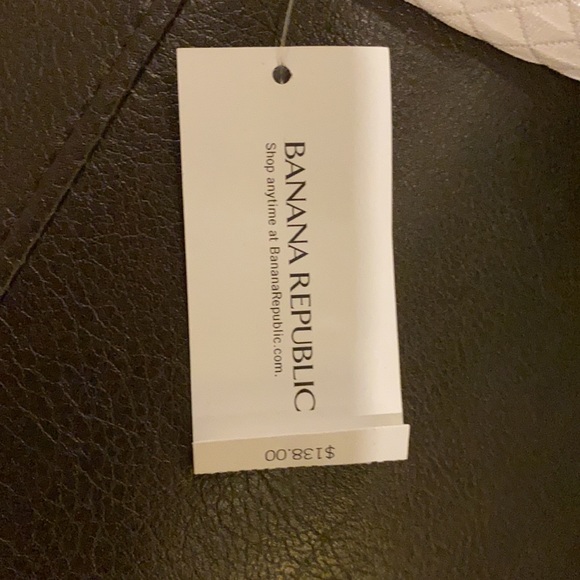 BANANA REPUBLIC
Shop anytime at BananaRepublic.com.
$138.00